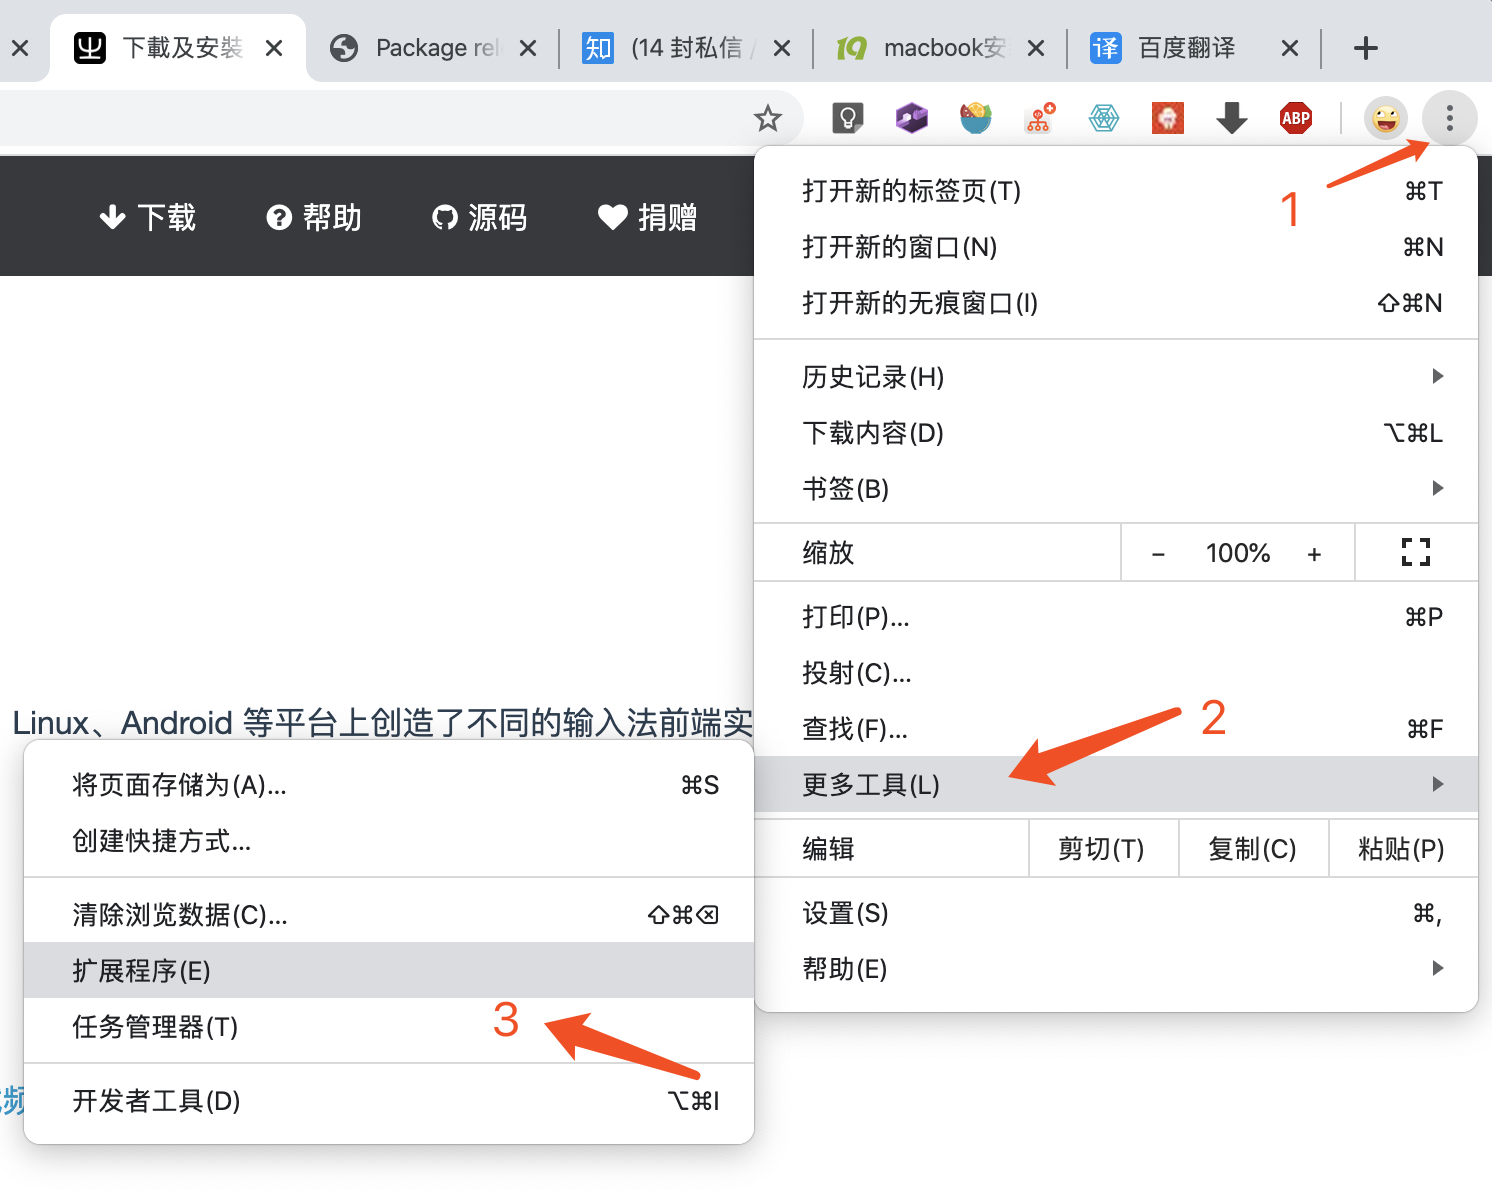 下載及安裝
Package rel
知 (14 封私信 /
19 macbook安
译 百度翻译
ABP
下载 帮助 源码 捐赠
1
打开新的标签页(T) ⌘T
打开新的窗口(N) ⌘N
打开新的无痕窗口(I) ⇧⌘N
历史记录(H)
下载内容(D) ⌥⌘L
书签(B)
缩放 − 100% +
打印(P)... ⌘P
投射(C)...
查找(F)... ⌘F
2
更多工具(L)
编辑 剪切(T) 复制(C) 粘贴(P)
设置(S) ⌘,
帮助(E)
Linux、Android 等平台上创造了不同的输入法前端实
将页面存储为(A)... ⌘S
创建快捷方式...
清除浏览数据(C)... ⇧⌘⌫
扩展程序(E)
3
任务管理器(T)
开发者工具(D) ⌥⌘I
频